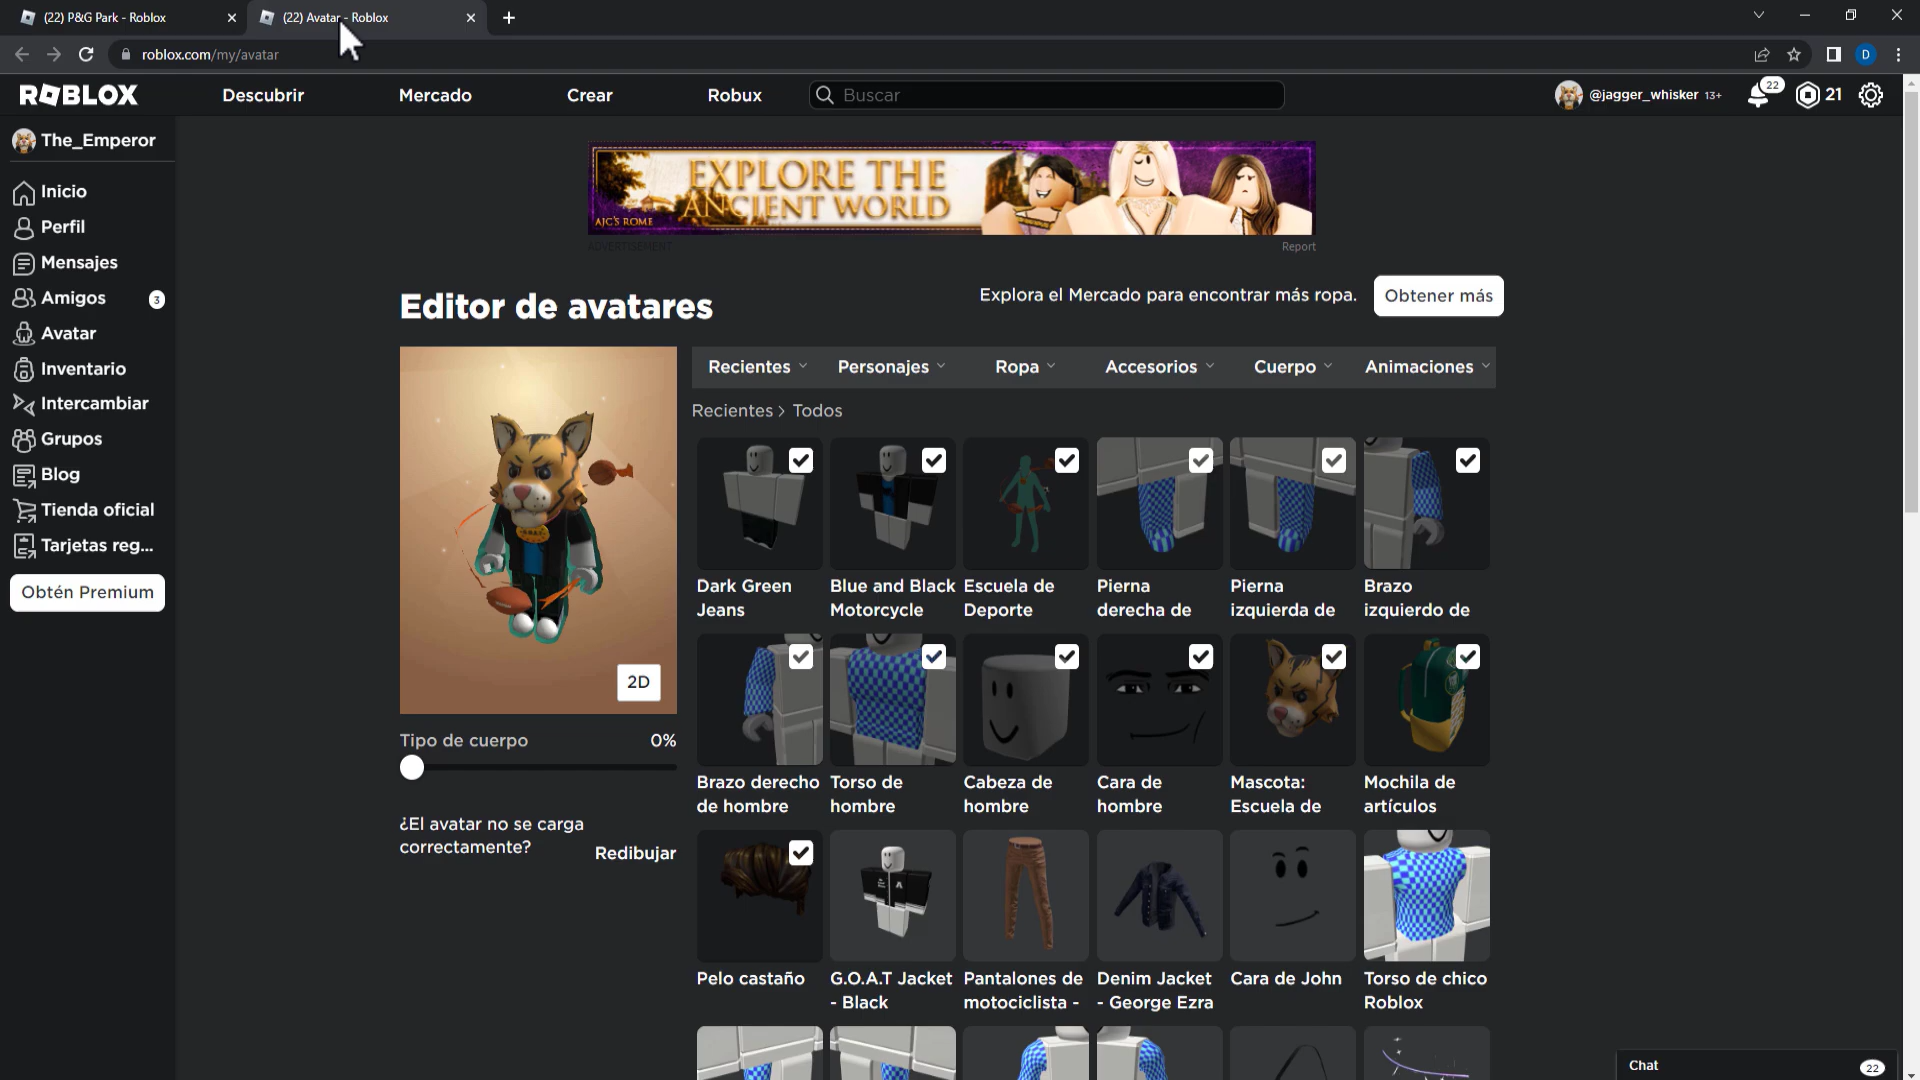 (22) P&G Park - Roblox
(22) Avatar - Roblox
roblox.com/my/avatar
D
ROBLOX
Descubrir
Mercado
Crear
Robux
Buscar
@jagger_whisker 13+
22
21
The_Emperor
Inicio
Perfil
Mensajes
Amigos
3
Avatar
Inventario
Intercambiar
Grupos
Blog
Tienda oficial
Tarjetas reg...
Obtén Premium
EXPLORE THE
ANCIENT WORLD
AJC'S ROME
ADVERTISEMENT
Report
Editor de avatares
Explora el Mercado para encontrar más ropa.
Obtener más
2D
Tipo de cuerpo
0%
¿El avatar no se carga
correctamente?
Redibujar
Recientes
Personajes
Ropa
Accesorios
Cuerpo
Animaciones
Recientes > Todos
Dark Green
Jeans
Blue and Black
Motorcycle
Escuela de
Deporte
Pierna
derecha de
Pierna
izquierda de
Brazo
izquierdo de
Brazo derecho
de hombre
Torso de
hombre
Cabeza de
hombre
Cara de
hombre
Mascota:
Escuela de
Mochila de
artículos
Pelo castaño
G.O.A.T Jacket
- Black
Pantalones de
motociclista -
Denim Jacket
- George Ezra
Cara de John
Torso de chico
Roblox
Chat
22